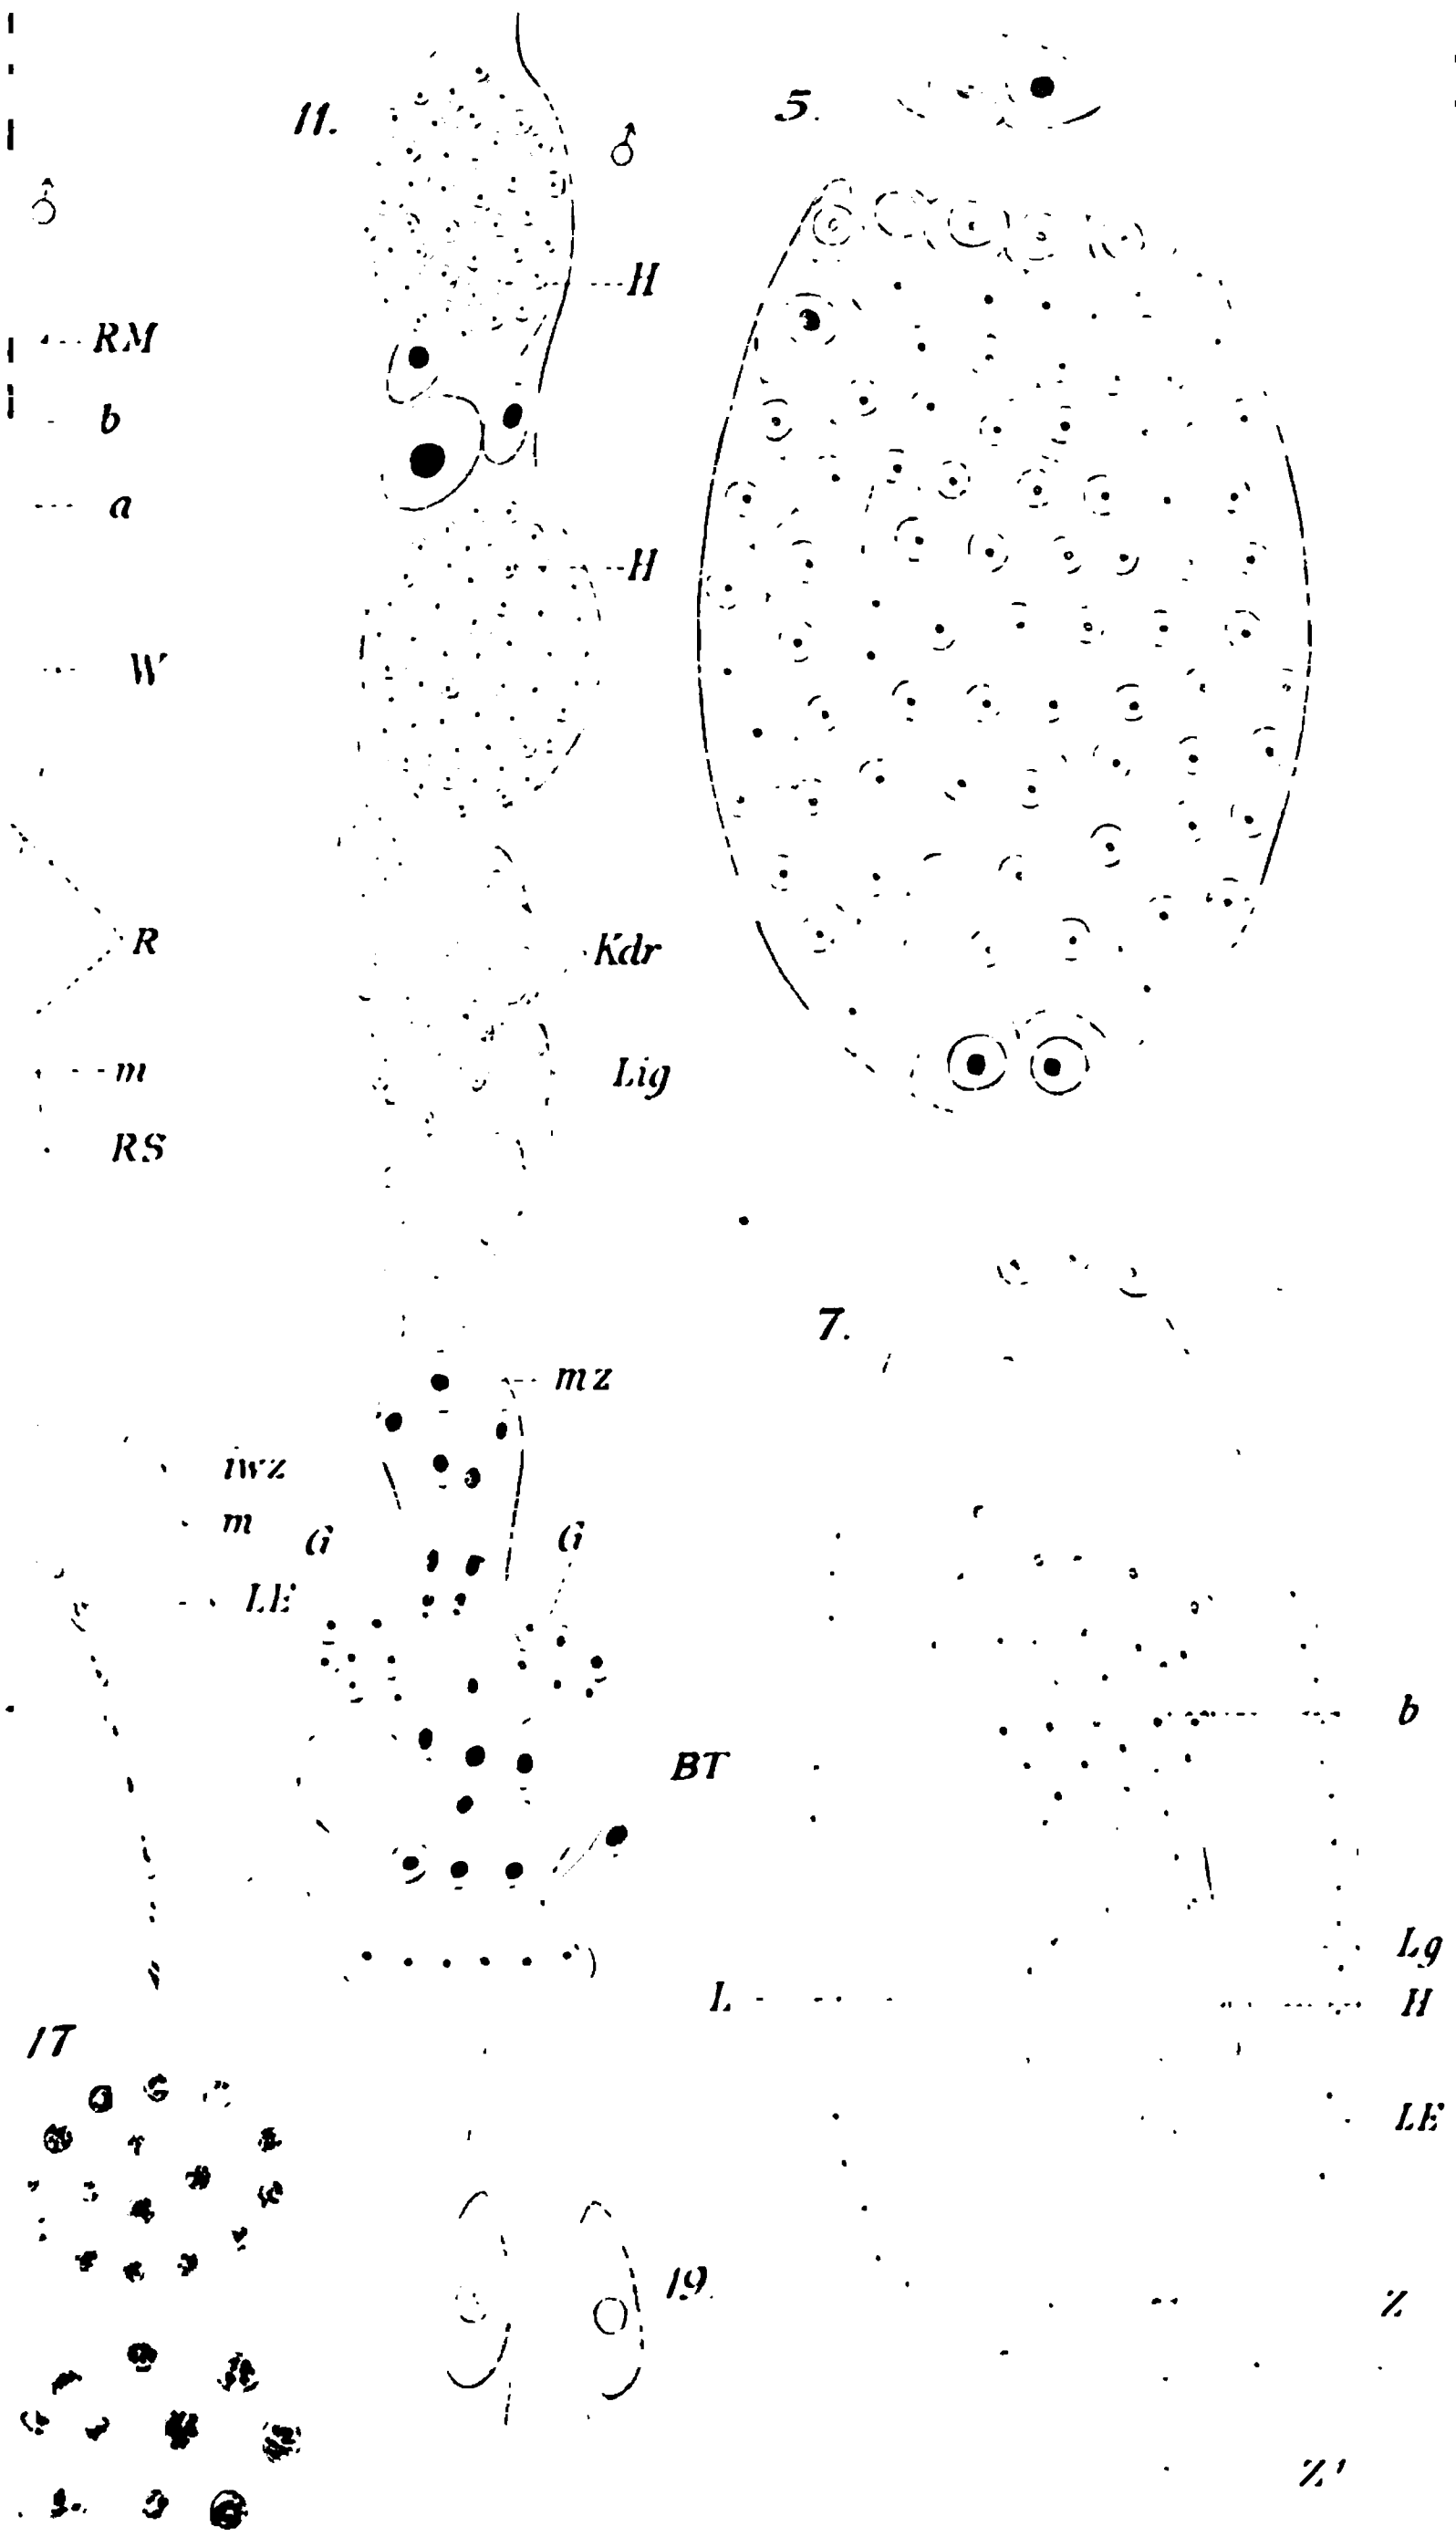 11.
5.
♂
♂
H
RM
b
a
H
W
R
Kdr
m
Lig
RS
7.
mz
iwz
m
G
G
LE
b
BT
Lg
L
H
17
LE
19.
Z
Z'